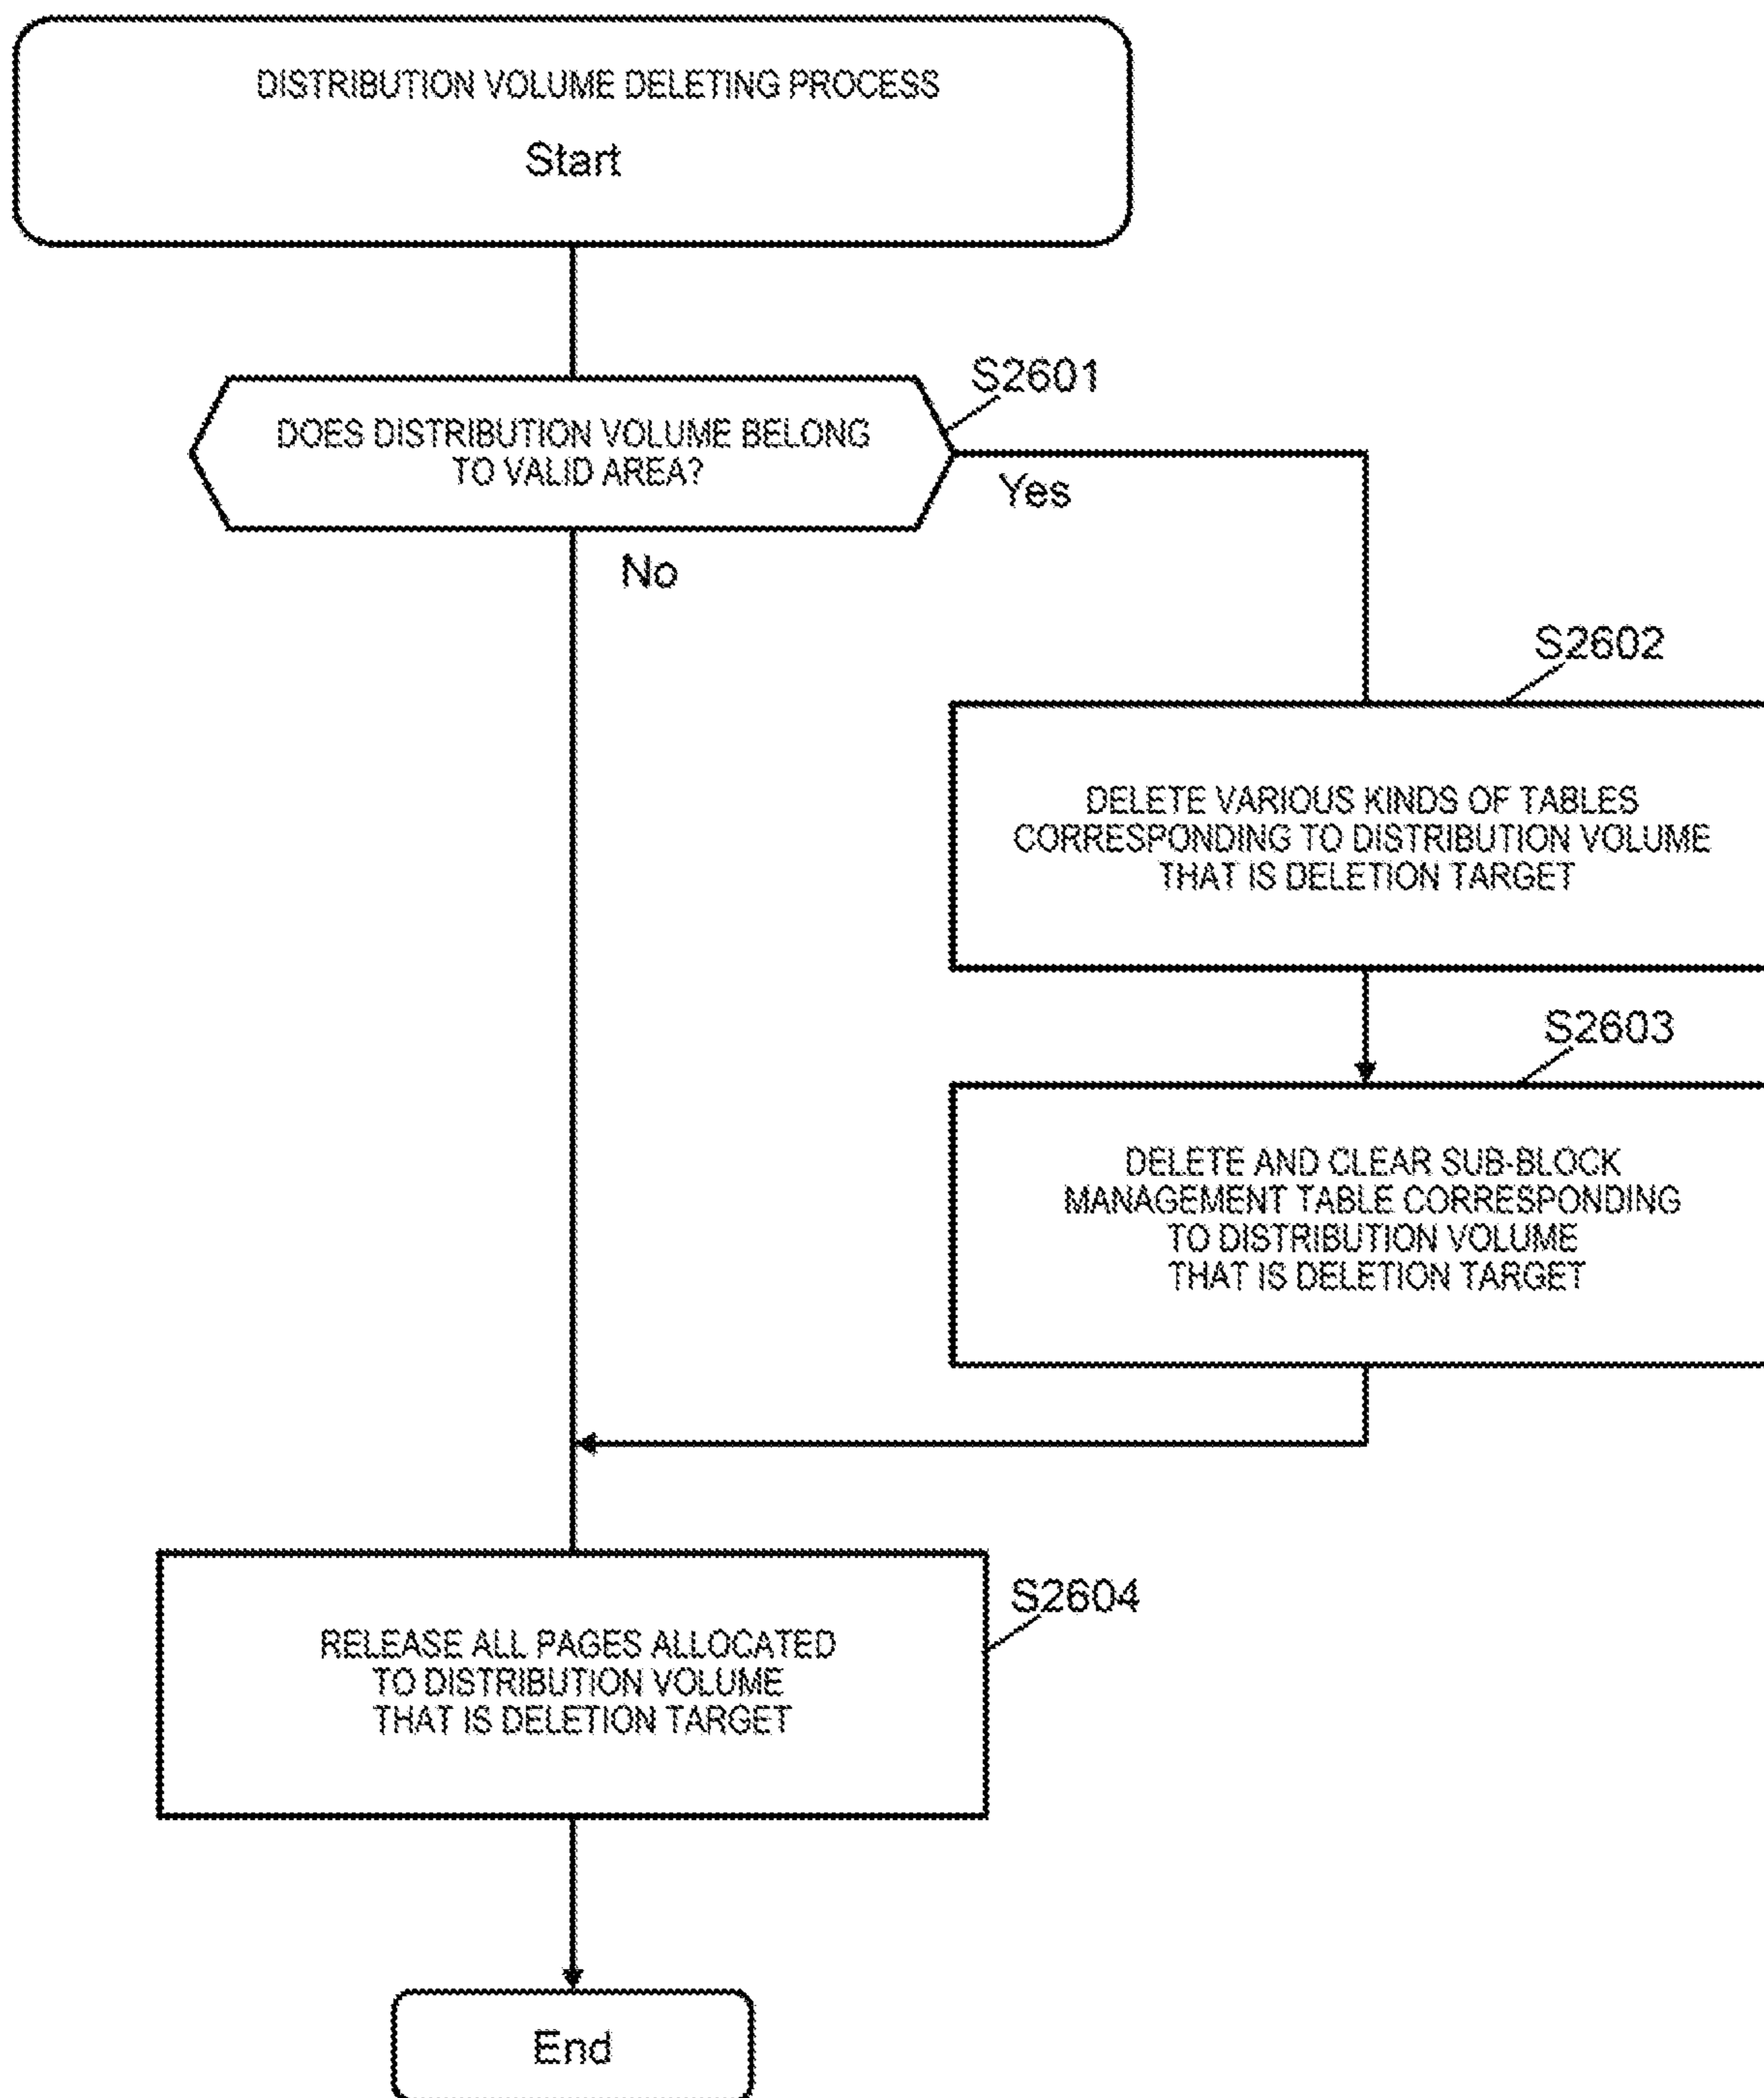 DISTRIBUTION VOLUME DELETING PROCESS
Start
S2601
DOES DISTRIBUTION VOLUME BELONG
TO VALID AREA?
Yes
No
S2602
DELETE VARIOUS KINDS OF TABLES
CORRESPONDING TO DISTRIBUTION VOLUME
THAT IS DELETION TARGET
S2603
DELETE AND CLEAR SUB-BLOCK
MANAGEMENT TABLE CORRESPONDING
TO DISTRIBUTION VOLUME
THAT IS DELETION TARGET
S2604
RELEASE ALL PAGES ALLOCATED
TO DISTRIBUTION VOLUME
THAT IS DELETION TARGET
End